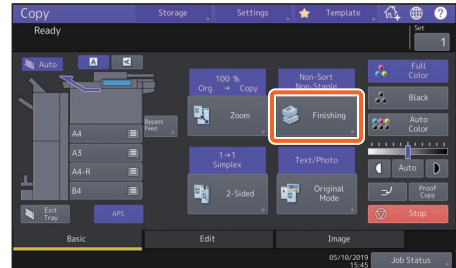 Copy
Storage
Settings
Template
?
Ready
Set
1
Auto
A
A
100 %
Org → Copy
Non-Sort
Non-Staple
Full
Color
Zoom
Finishing
Black
Bypass
Feed
Auto
Color
A4
A3
A4-R
B4
1→1
Simplex
Text/Photo
Auto
2-Sided
Original
Mode
Proof
Copy
Exit
Tray
APS
Stop
Basic
Edit
Image
05/10/2019
15:45
Job Status